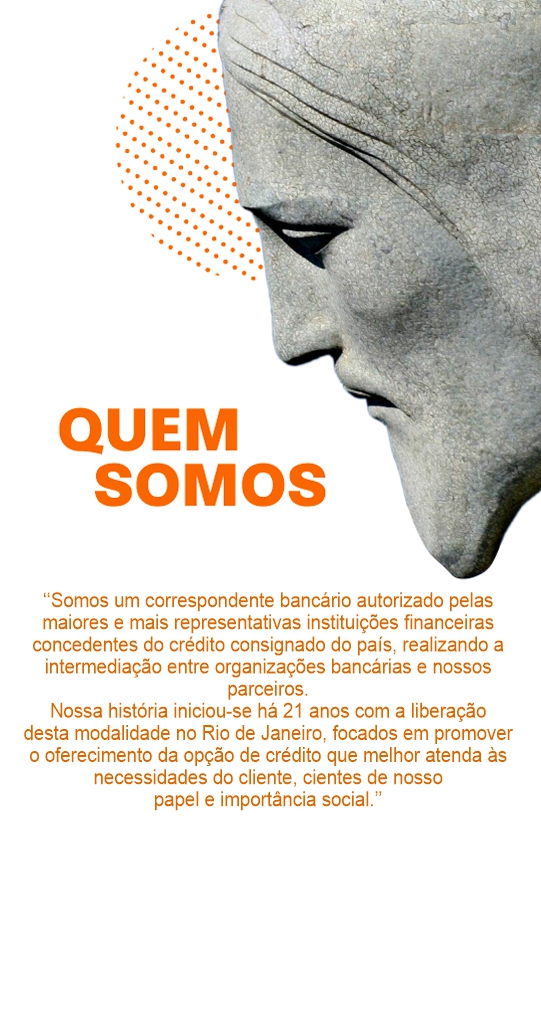 QUEM
SOMOS
‘‘Somos um correspondente bancário autorizado pelas
maiores e mais representativas instituições financeiras
concedentes do crédito consignado do país, realizando a
intermediação entre organizações bancárias e nossos
parceiros.
Nossa história iniciou-se há 21 anos com a liberação
desta modalidade no Rio de Janeiro, focados em promover
o oferecimento da opção de crédito que melhor atenda às
necessidades do cliente, cientes de nosso
papel e importância social.’’